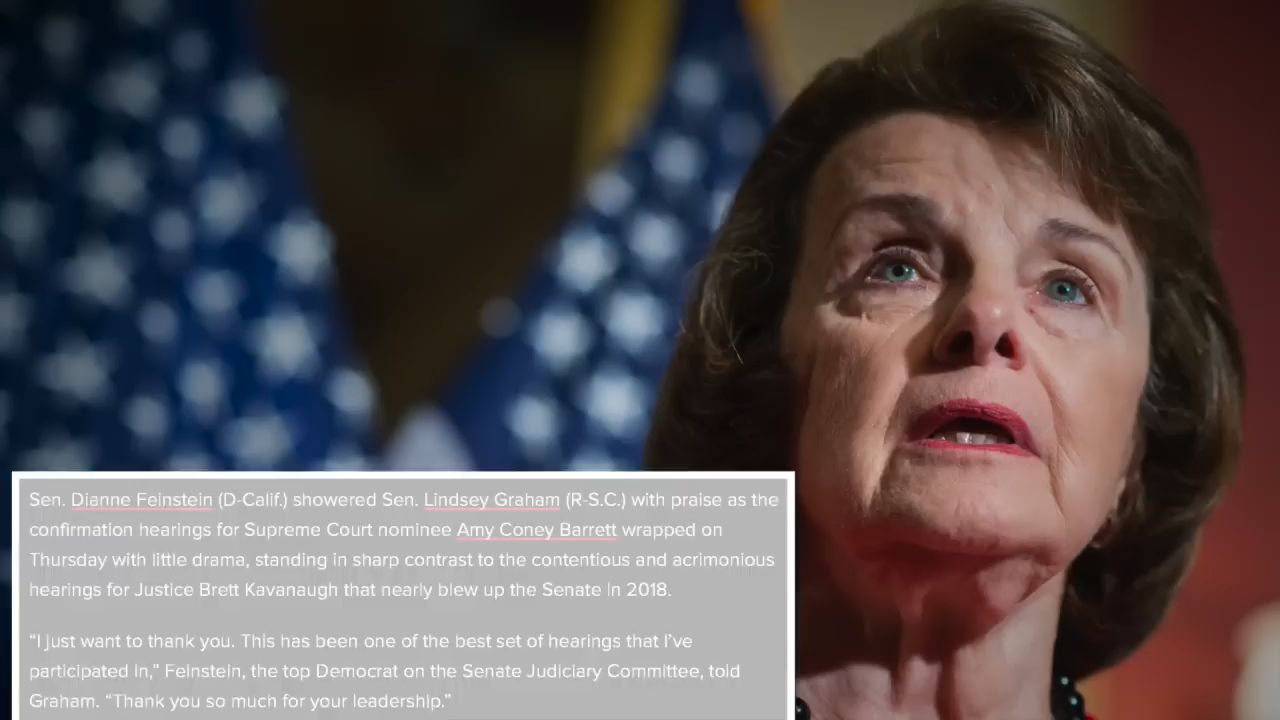 Sen. Dianne Feinstein (D-Calif.) showered Sen. Lindsey Graham (R-S.C.) with praise as the
confirmation hearings for Supreme Court nominee Amy Coney Barrett wrapped on
Thursday with little drama, standing in sharp contrast to the contentious and acrimonious
hearings for Justice Brett Kavanaugh that nearly blew up the Senate in 2018.
“I just want to thank you. This has been one of the best set of hearings that I’ve
participated in,” Feinstein, the top Democrat on the Senate Judiciary Committee, told
Graham. “Thank you so much for your leadership.”